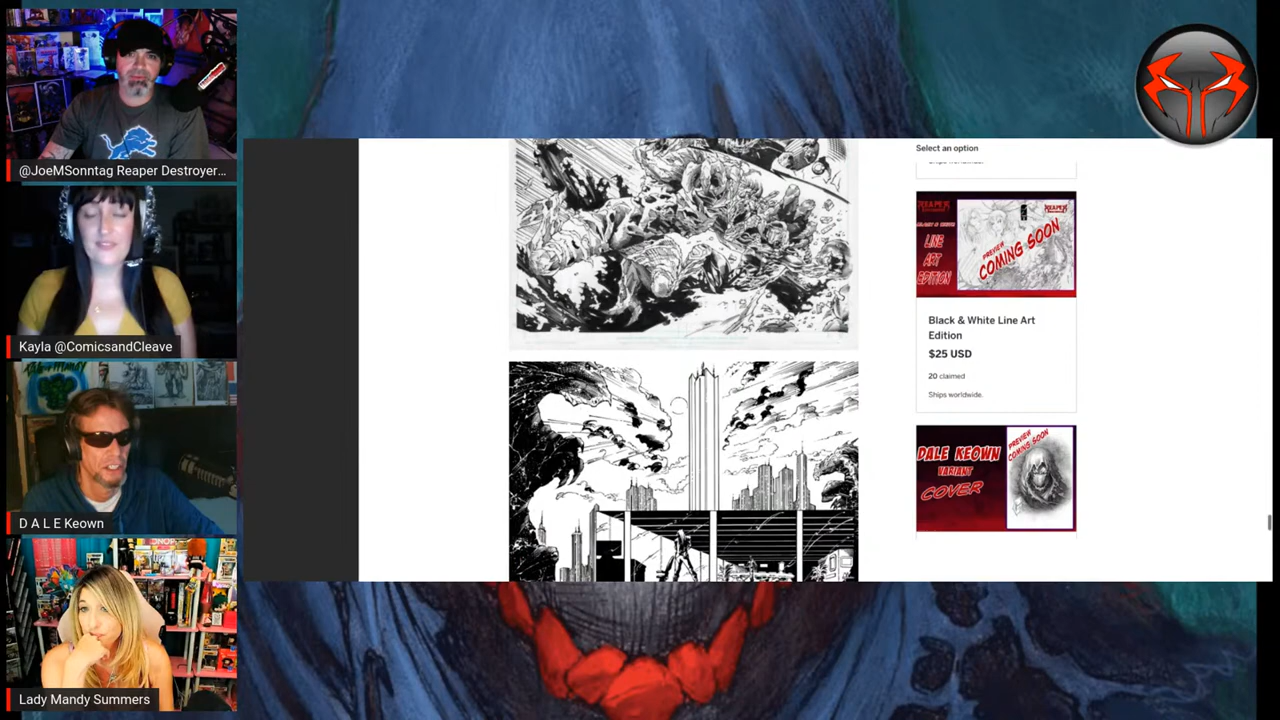 @JoeMSonntag Reaper Destroyer...
Kayla @ComicsandCleave
D A L E Keown
Lady Mandy Summers
Select an option
REAPER
REAPER
BLACK & WHITE
LINE
ART
EDITION
PREVIEW
COMING SOON
Black & White Line Art
Edition
$25 USD
20 claimed
Ships worldwide.
DALE KEOWN
VARIANT
COVER
PREVIEW
COMING SOON